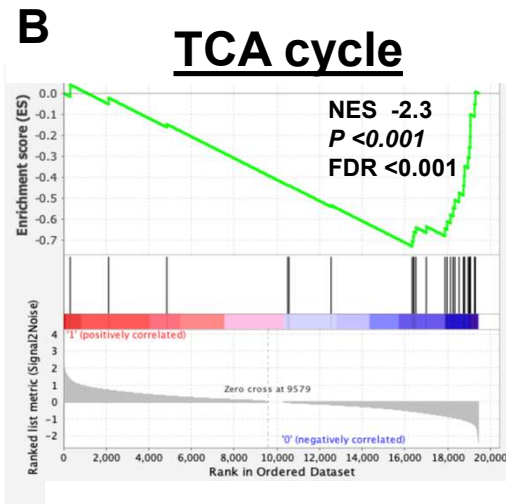 B
TCA cycle
NES -2.3
P <0.001
FDR <0.001
Enrichment score (ES)
0.0
-0.1
-0.2
-0.3
-0.4
-0.5
-0.6
-0.7
'1' (positively correlated)
Ranked list metric (Signal2Noise)
4
3
2
1
0
-1
-2
Zero cross at 9579
'0' (negatively correlated)
0 2,000 4,000 6,000 8,000 10,000 12,000 14,000 16,000 18,000 20,000
Rank in Ordered Dataset